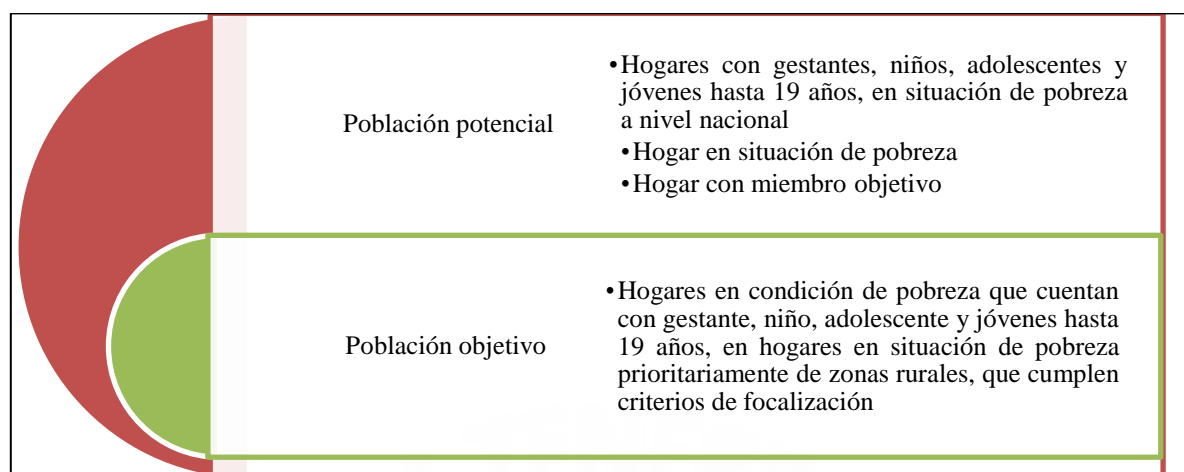 Población potencial
•Hogares con gestantes, niños, adolescentes y
jóvenes hasta 19 años, en situación de pobreza
a nivel nacional
•Hogar en situación de pobreza
•Hogar con miembro objetivo
Población objetivo
•Hogares en condición de pobreza que cuentan
con gestante, niño, adolescente y jóvenes hasta
19 años, en hogares en situación de pobreza
prioritariamente de zonas rurales, que cumplen
criterios de focalización